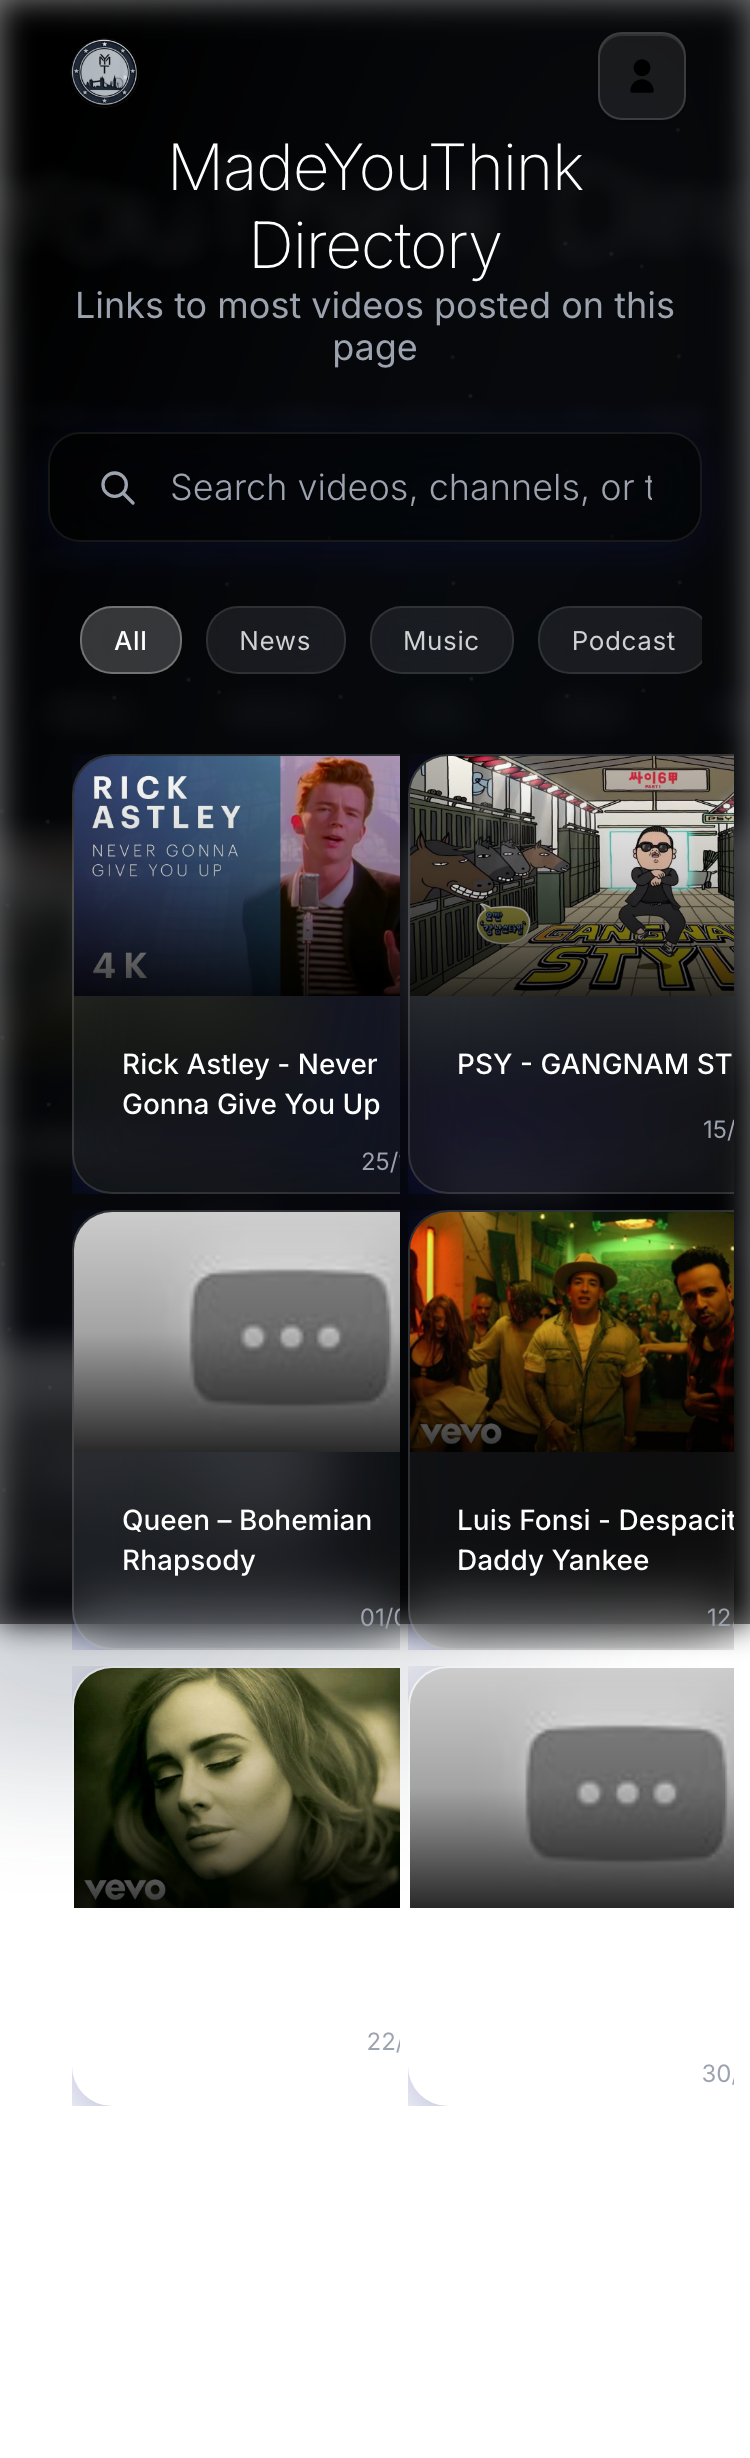 MadeYouThink
Directory
Links to most videos posted on this
page
Search videos, channels, or t
All
News
Music
Podcast
RICK
ASTLEY
NEVER GONNA
GIVE YOU UP
4K
싸이6甲
PSY
GANGNAM
STYL
Rick Astley - Never
Gonna Give You Up
25/
PSY - GANGNAM ST
15/
vevo
Queen – Bohemian
Rhapsody
01/0
Luis Fonsi - Despacit
Daddy Yankee
12
vevo
22/
30/